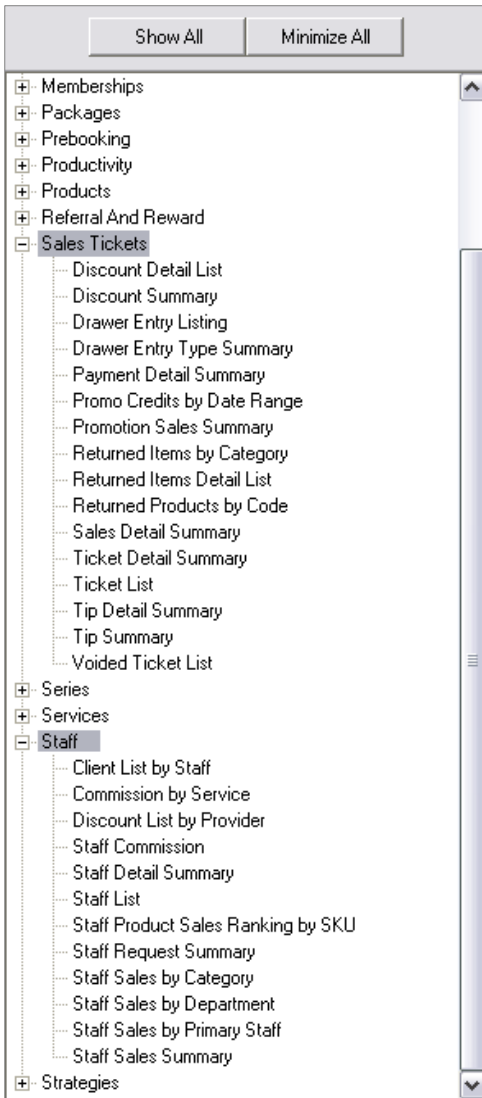 Show All Minimize All
Memberships
Packages
Prebooking
Productivity
Products
Referral And Reward
Sales Tickets
Discount Detail List
Discount Summary
Drawer Entry Listing
Drawer Entry Type Summary
Payment Detail Summary
Promo Credits by Date Range
Promotion Sales Summary
Returned Items by Category
Returned Items Detail List
Returned Products by Code
Sales Detail Summary
Ticket Detail Summary
Ticket List
Tip Detail Summary
Tip Summary
Voided Ticket List
Series
Services
Staff
Client List by Staff
Commission by Service
Discount List by Provider
Staff Commission
Staff Detail Summary
Staff List
Staff Product Sales Ranking by SKU
Staff Request Summary
Staff Sales by Category
Staff Sales by Department
Staff Sales by Primary Staff
Staff Sales Summary
Strategies